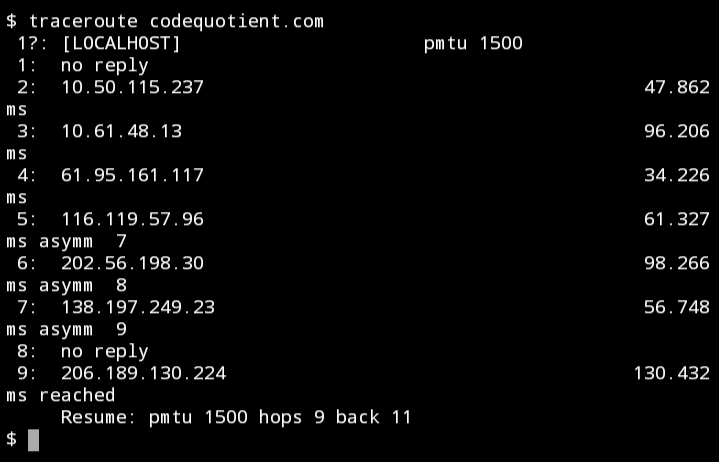 $ traceroute codequotient.com
1?: [LOCALHOST] pmtu 1500
1: no reply
2: 10.50.115.237 47.862
ms
3: 10.61.48.13 96.206
ms
4: 61.95.161.117 34.226
ms
5: 116.119.57.96 61.327
ms asymm 7
6: 202.56.198.30 98.266
ms asymm 8
7: 138.197.249.23 56.748
ms asymm 9
8: no reply
9: 206.189.130.224 130.432
ms reached
Resume: pmtu 1500 hops 9 back 11
$